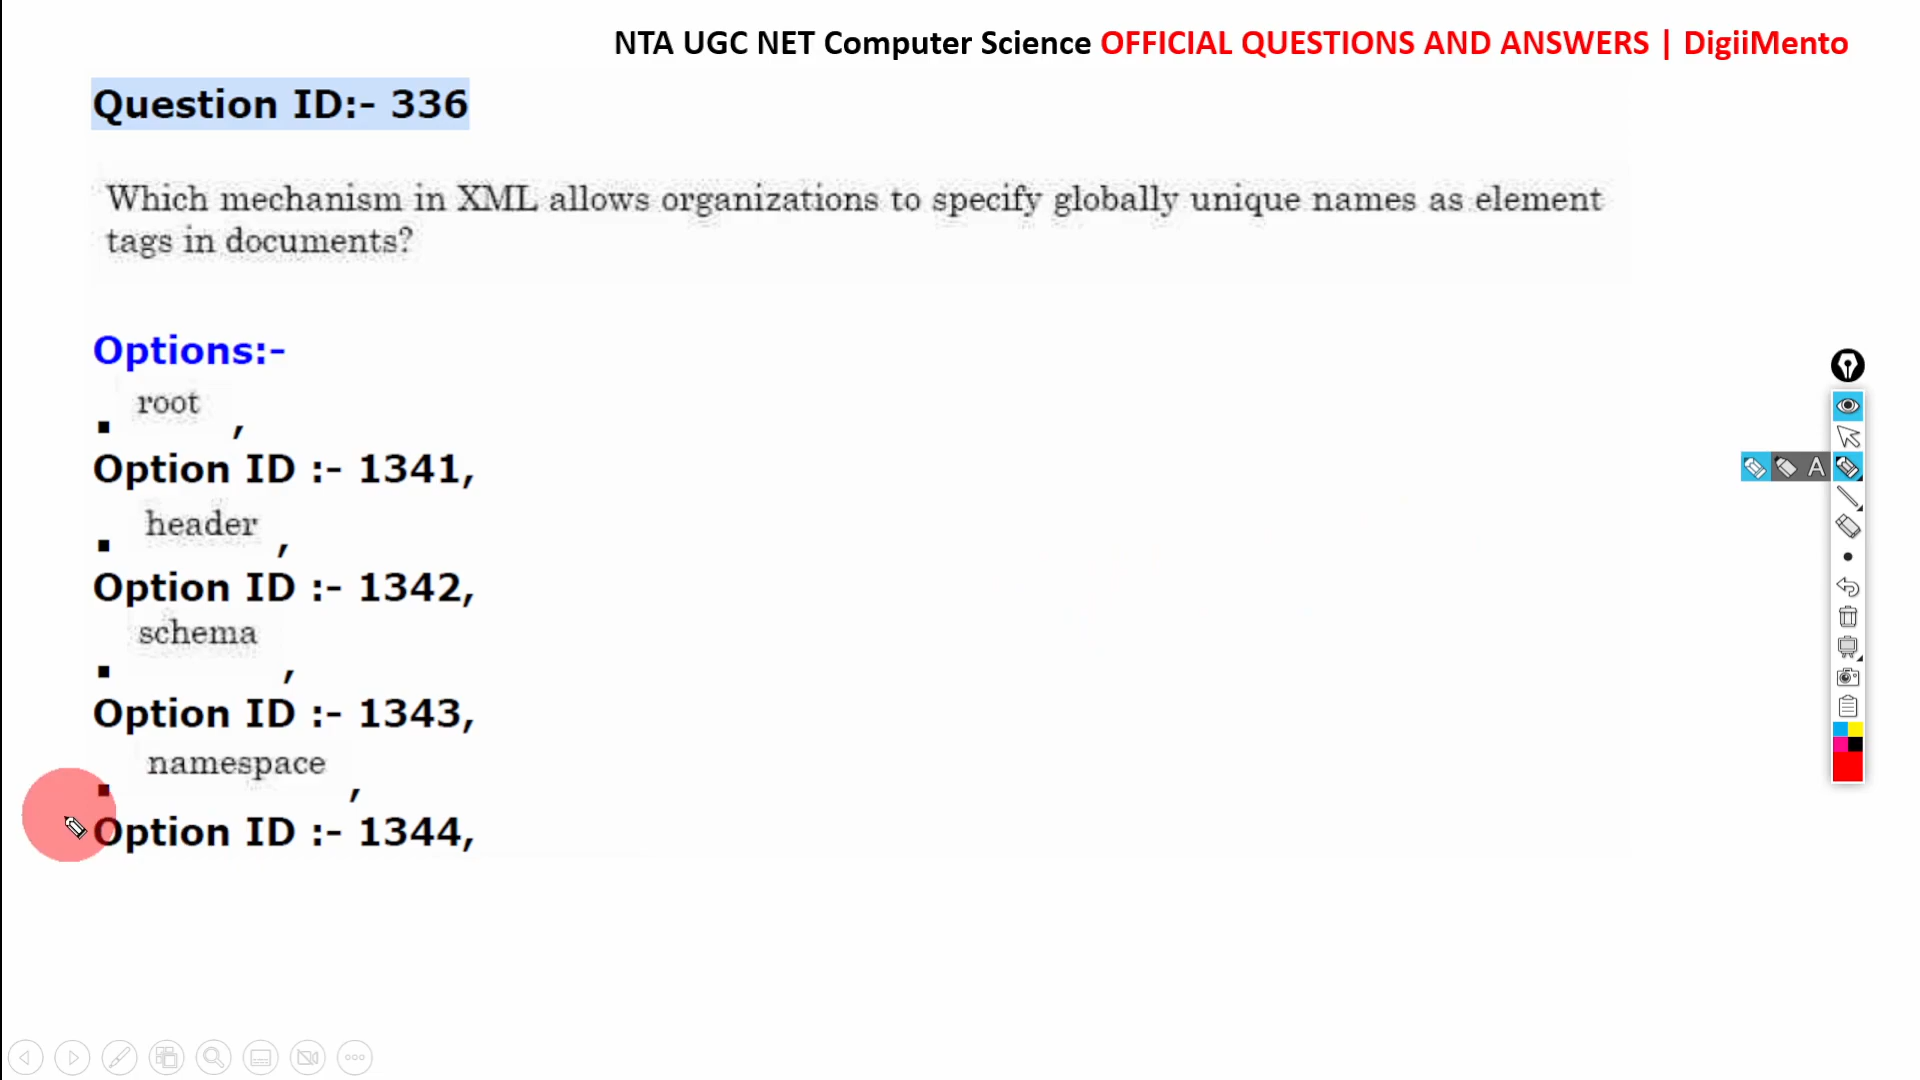 NTA UGC NET Computer Science OFFICIAL QUESTIONS AND ANSWERS | DigiiMento
Question ID:- 336
Which mechanism in XML allows organizations to specify globally unique names as element
tags in documents?
Options:-
▪ root ,
Option ID :- 1341,
▪ header ,
Option ID :- 1342,
▪ schema ,
Option ID :- 1343,
▪ namespace ,
Option ID :- 1344,
A